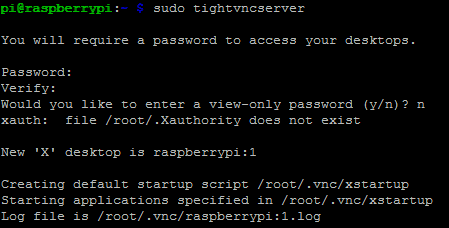 pi@raspberrypi:~ $ sudo tightvncserver
You will require a password to access your desktops.
Password:
Verify:
Would you like to enter a view-only password (y/n)? n
xauth:  file /root/.Xauthority does not exist
New 'X' desktop is raspberrypi:1
Creating default startup script /root/.vnc/xstartup
Starting applications specified in /root/.vnc/xstartup
Log file is /root/.vnc/raspberrypi:1.log